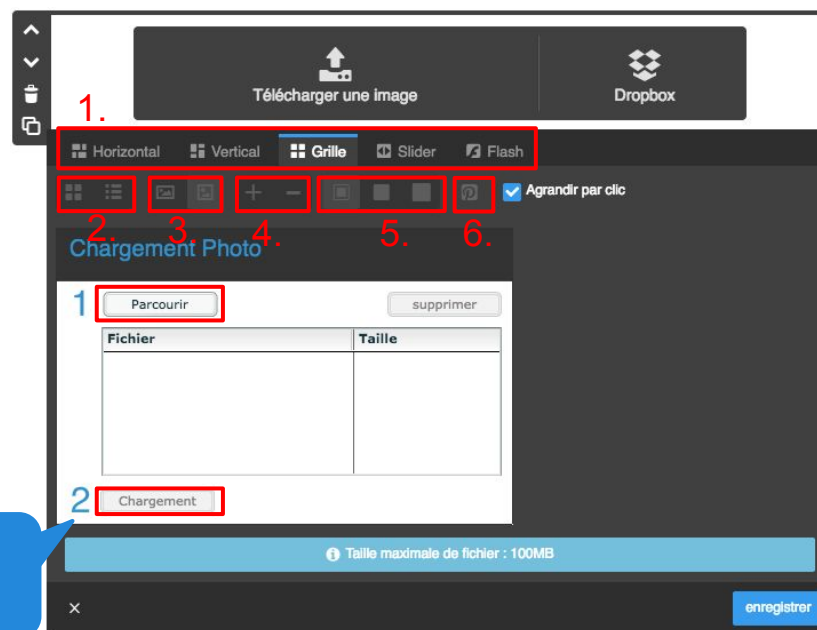 Télécharger une image
Dropbox
1.
Horizontal Vertical Grille Slider Flash
Agrandir par clic
2. 3. 4. 5. 6.
Chargement Photo
1 Parcourir supprimer
Fichier Taille
2 Chargement
Taille maximale de fichier : 100MB
× enregistrer